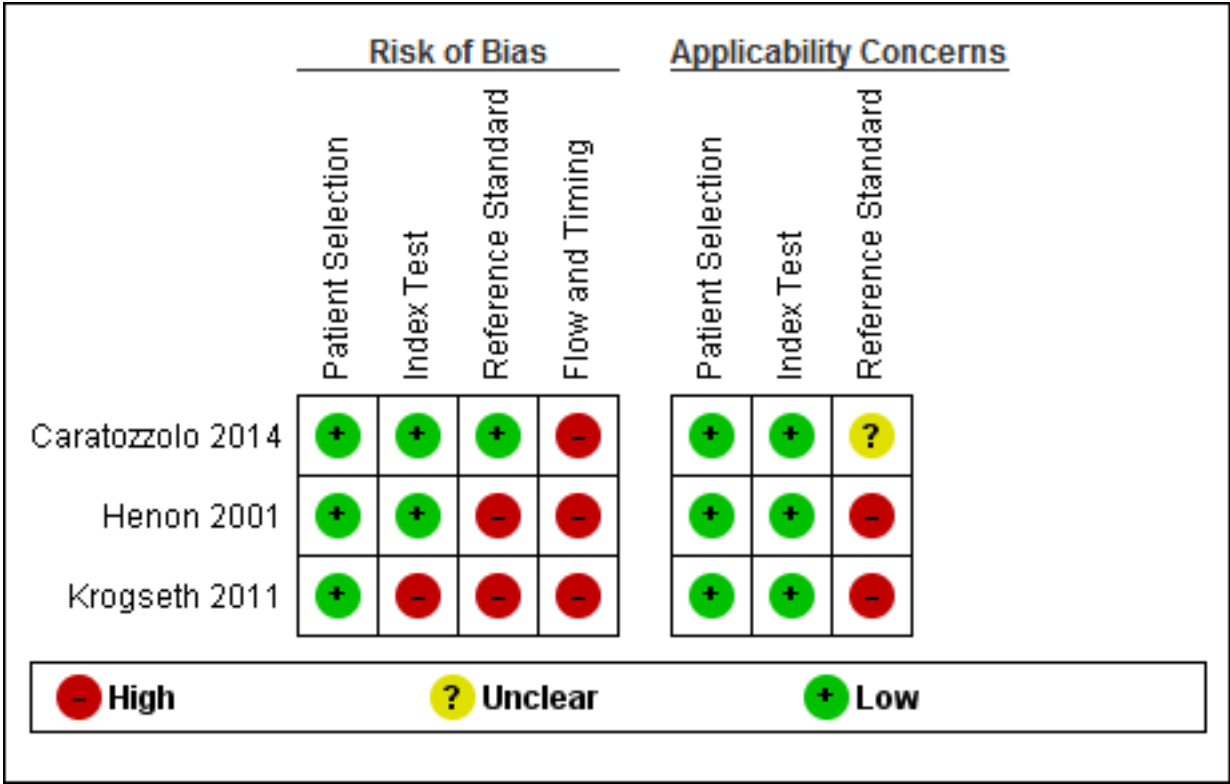 Risk of Bias Applicability Concerns
Patient Selection
Index Test
Reference Standard
Flow and Timing
Patient Selection
Index Test
Reference Standard
Caratozzolo 2014 + + + – + + ?
Henon 2001 + + – – + + –
Krogseth 2011 + – – – + + –
– High ? Unclear + Low